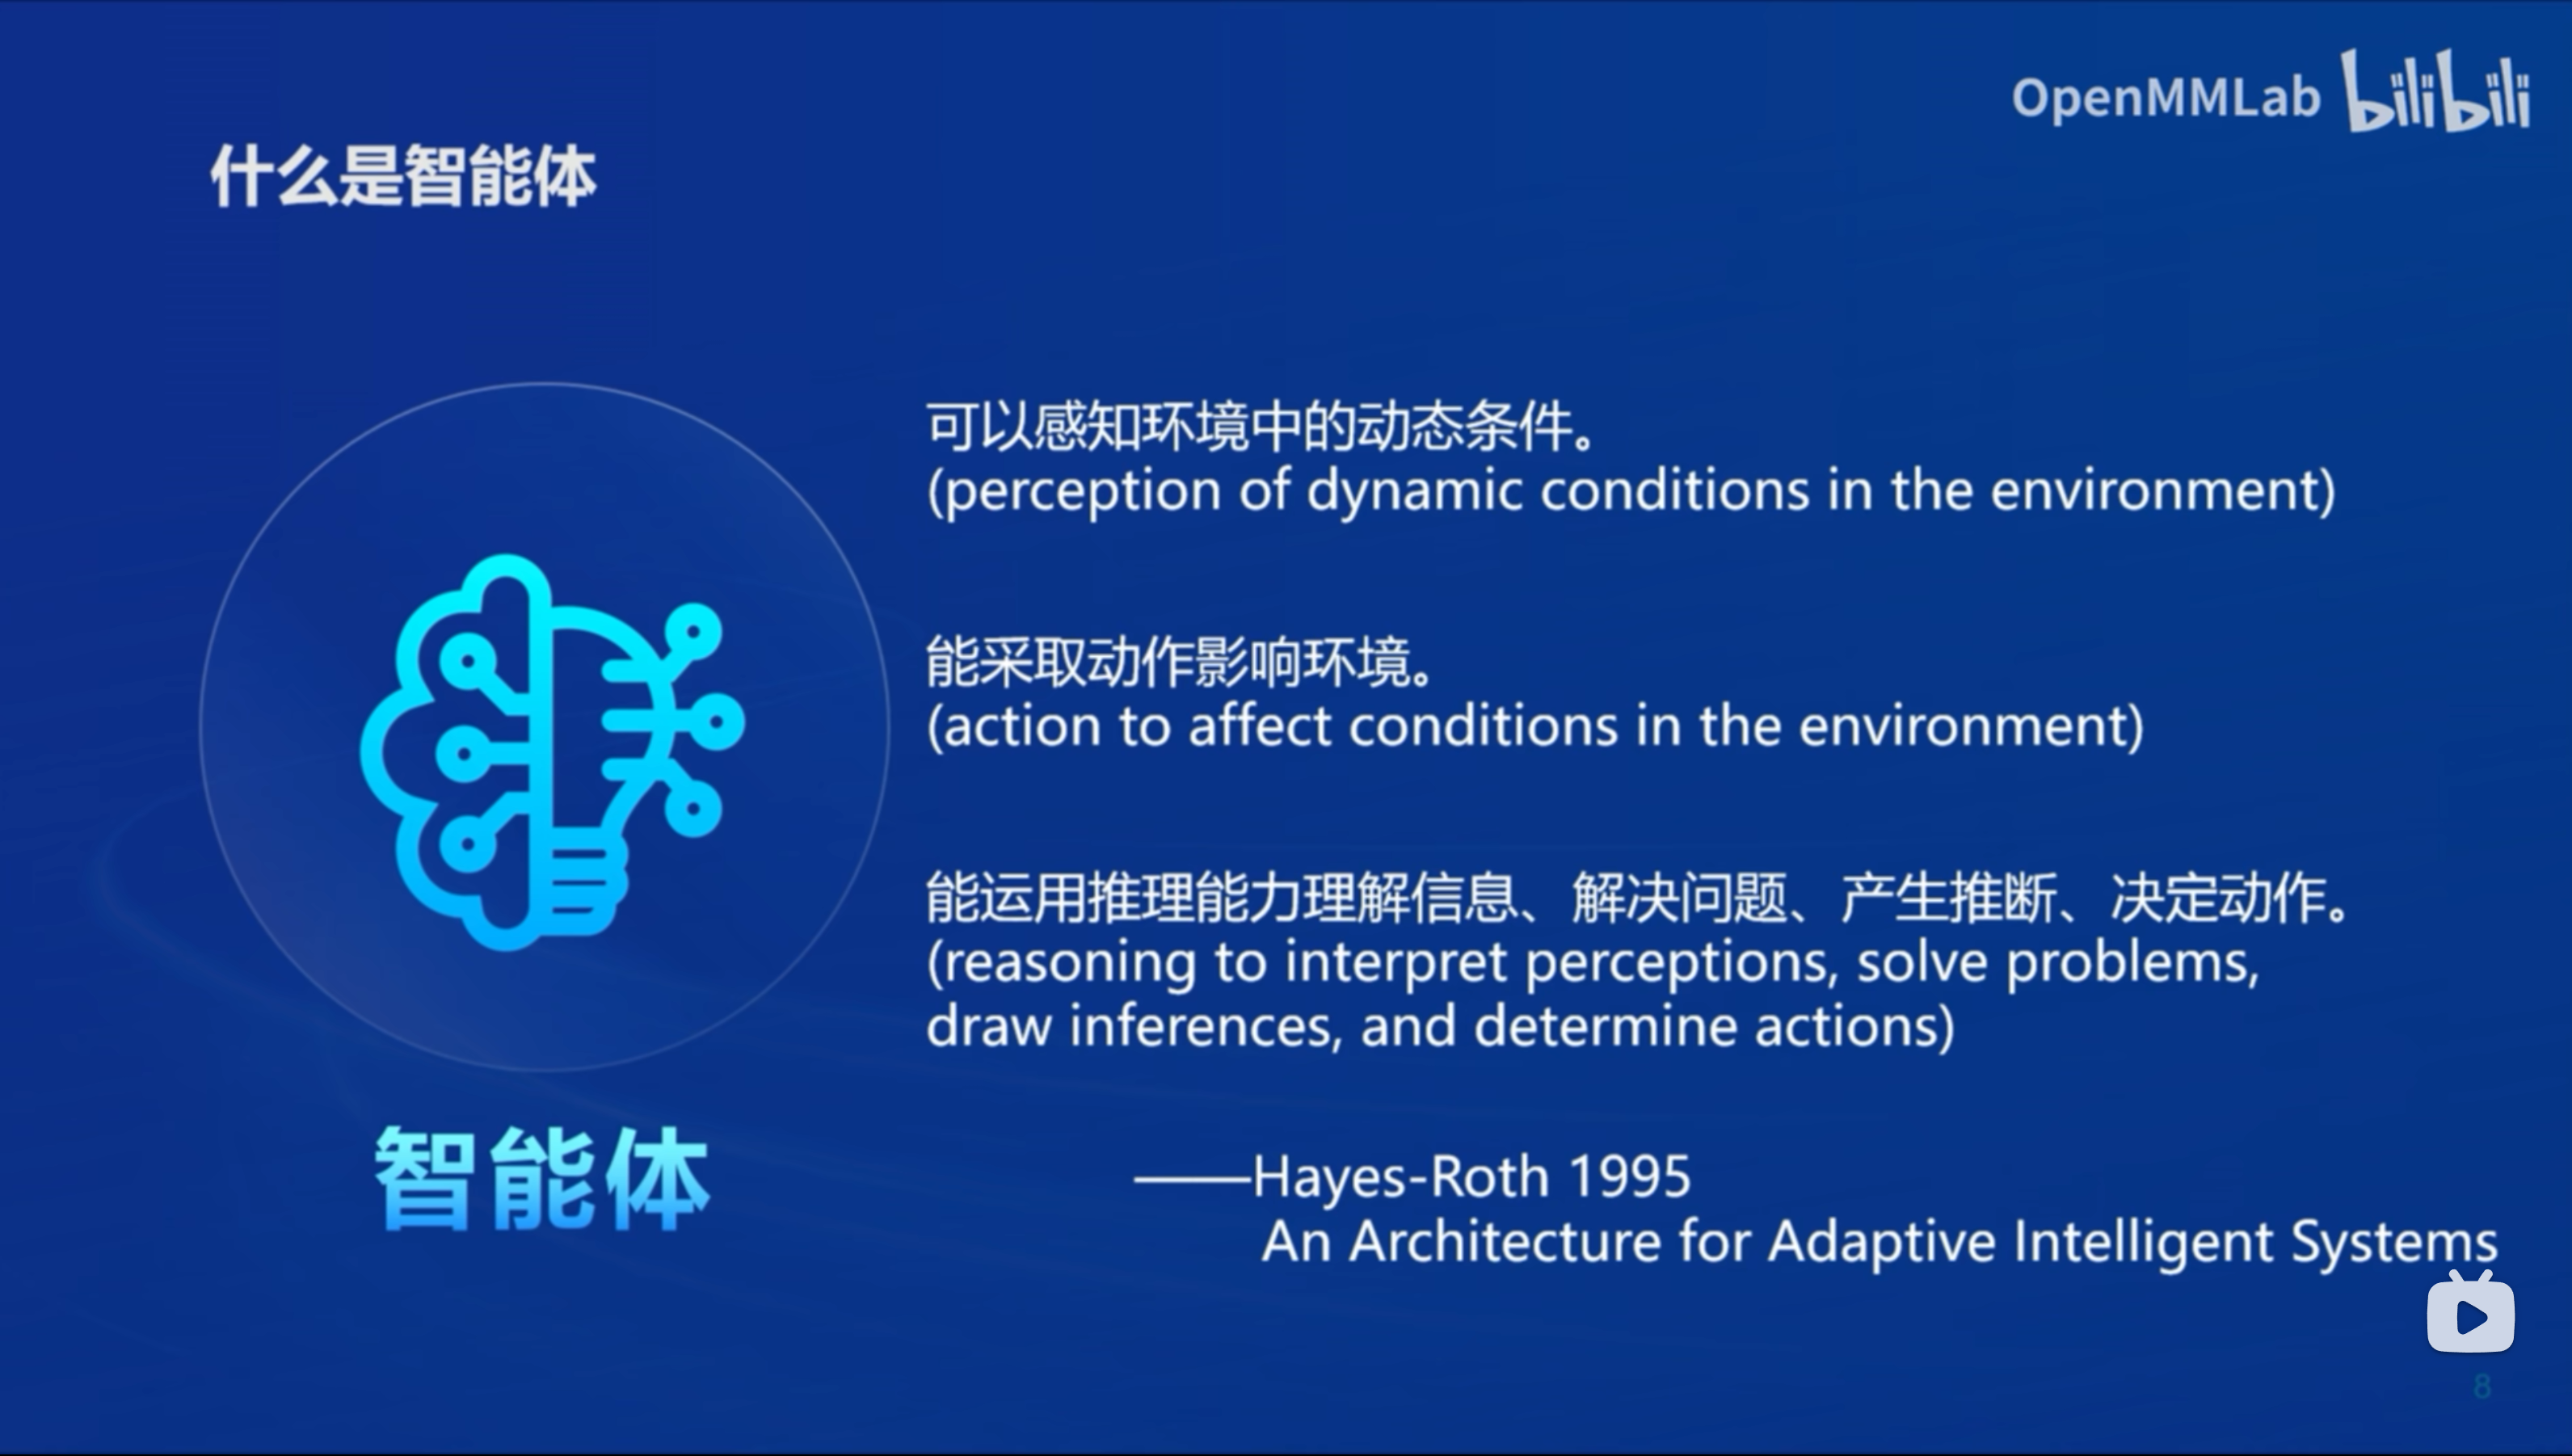 OpenMMLab bilibili
什么是智能体
可以感知环境中的动态条件。
(perception of dynamic conditions in the environment)
能采取动作影响环境。
(action to affect conditions in the environment)
能运用推理能力理解信息、解决问题、产生推断、决定动作。
(reasoning to interpret perceptions, solve problems,
draw inferences, and determine actions)
智能体
——Hayes-Roth 1995
An Architecture for Adaptive Intelligent Systems
8